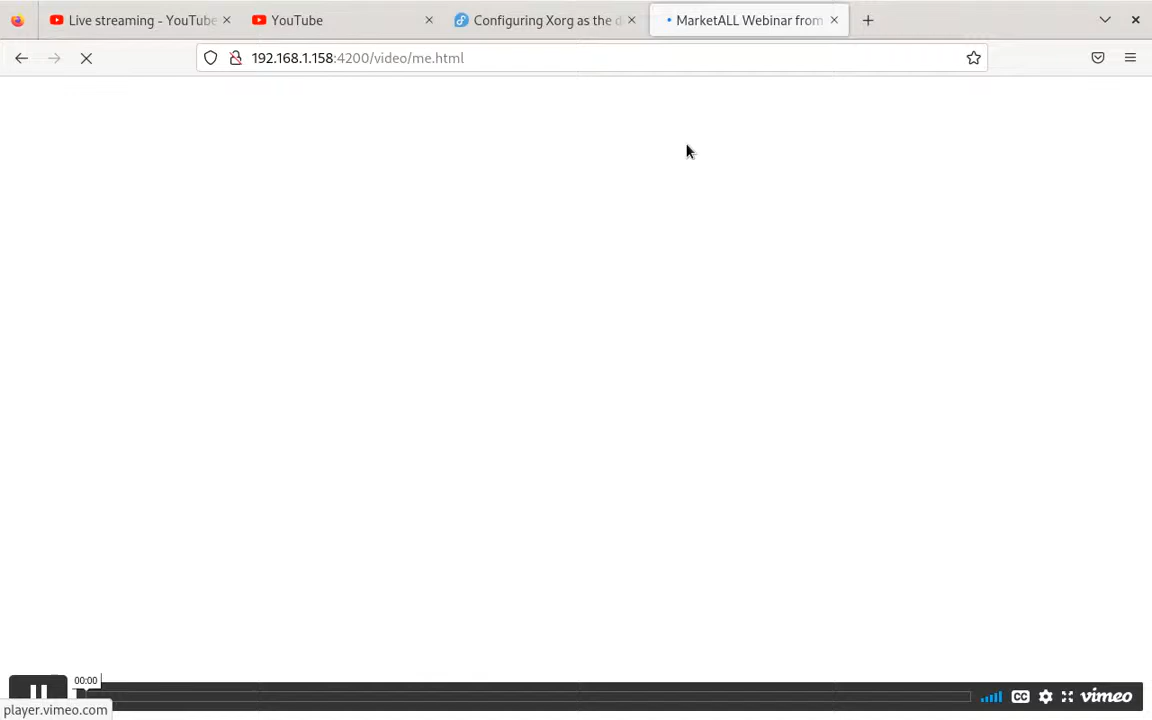 Live streaming - YouTube
YouTube
Configuring Xorg as the d
MarketALL Webinar from
192.168.1.158:4200/video/me.html
00:00
CC
vimeo
player.vimeo.com